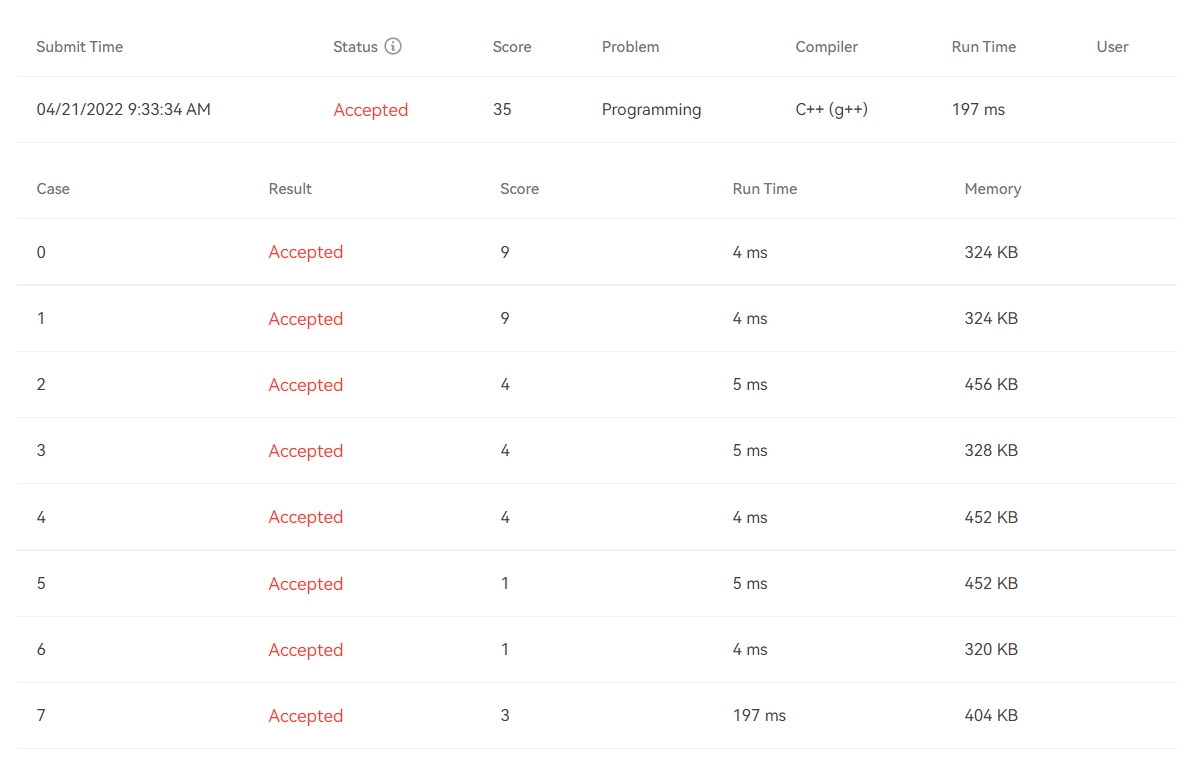 Submit Time Status Score Problem Compiler Run Time User
04/21/2022 9:33:34 AM Accepted 35 Programming C++ (g++) 197 ms
Case Result Score Run Time Memory
0 Accepted 9 4 ms 324 KB
1 Accepted 9 4 ms 324 KB
2 Accepted 4 5 ms 456 KB
3 Accepted 4 5 ms 328 KB
4 Accepted 4 4 ms 452 KB
5 Accepted 1 5 ms 452 KB
6 Accepted 1 4 ms 320 KB
7 Accepted 3 197 ms 404 KB